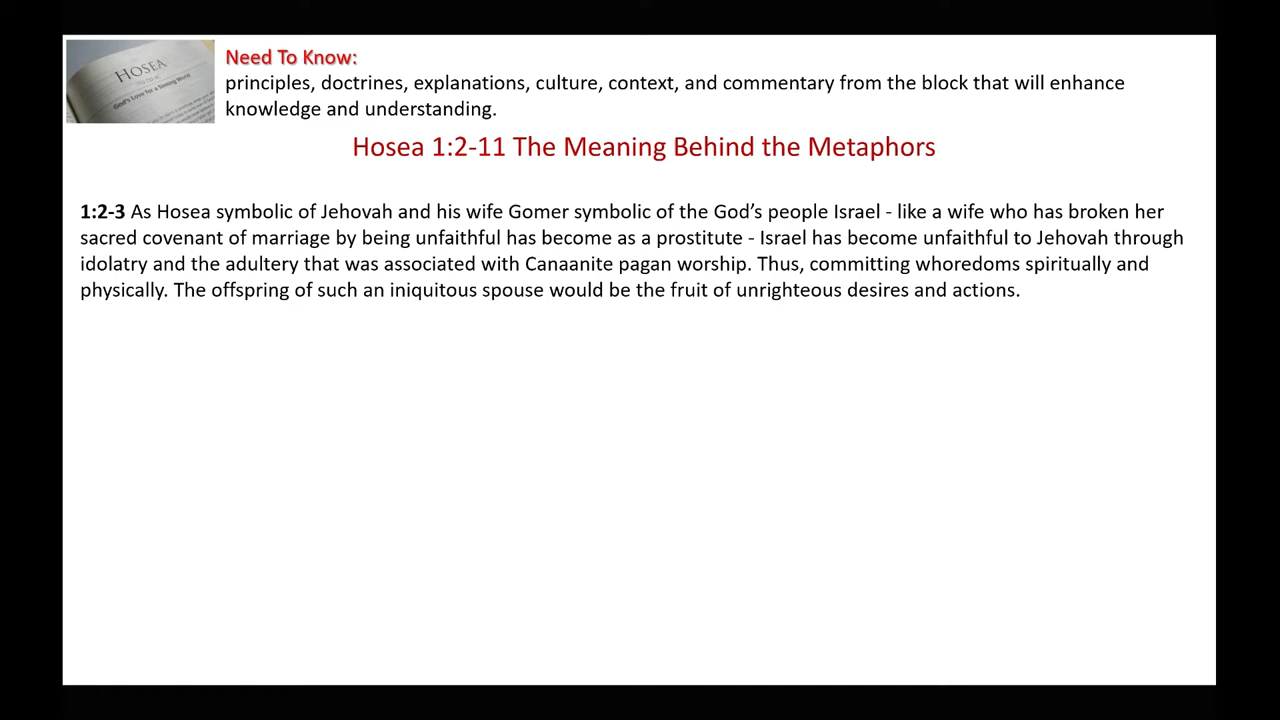 HOSEA
God's Love for a Sinning World
Need To Know:
principles, doctrines, explanations, culture, context, and commentary from the block that will enhance
knowledge and understanding.
Hosea 1:2-11 The Meaning Behind the Metaphors
1:2-3 As Hosea symbolic of Jehovah and his wife Gomer symbolic of the God's people Israel - like a wife who has broken her
sacred covenant of marriage by being unfaithful has become as a prostitute - Israel has become unfaithful to Jehovah through
idolatry and the adultery that was associated with Canaanite pagan worship. Thus, committing whoredoms spiritually and
physically. The offspring of such an iniquitous spouse would be the fruit of unrighteous desires and actions.